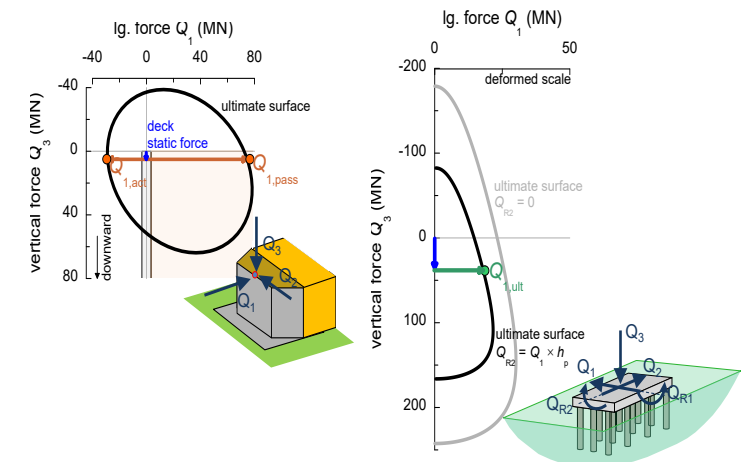 lg. force Q1 (MN)
-40 0 40 80
-40
0
40
80
vertical force Q3 (MN)
downward
ultimate surface
deck
static force
Q1,act
Q1,pass
Q3
Q2
Q1
lg. force Q1 (MN)
0 50
deformed scale
-200
-100
0
100
200
vertical force Q3 (MN)
ultimate surface
QR2 = 0
Q1,ult
ultimate surface
QR2 = Q1 × hp
Q3
Q1
Q2
QR2
QR1